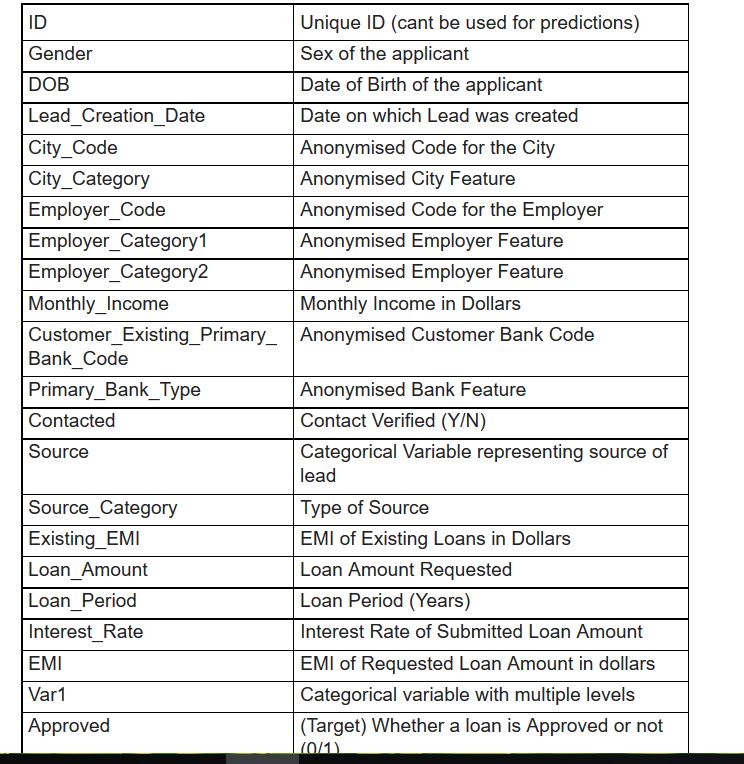 ID Unique ID (cant be used for predictions)
Gender Sex of the applicant
DOB Date of Birth of the applicant
Lead_Creation_Date Date on which Lead was created
City_Code Anonymised Code for the City
City_Category Anonymised City Feature
Employer_Code Anonymised Code for the Employer
Employer_Category1 Anonymised Employer Feature
Employer_Category2 Anonymised Employer Feature
Monthly_Income Monthly Income in Dollars
Customer_Existing_Primary_ Anonymised Customer Bank Code
Bank_Code
Primary_Bank_Type Anonymised Bank Feature
Contacted Contact Verified (Y/N)
Source Categorical Variable representing source of
lead
Source_Category Type of Source
Existing_EMI EMI of Existing Loans in Dollars
Loan_Amount Loan Amount Requested
Loan_Period Loan Period (Years)
Interest_Rate Interest Rate of Submitted Loan Amount
EMI EMI of Requested Loan Amount in dollars
Var1 Categorical variable with multiple levels
Approved (Target) Whether a loan is Approved or not
(0/1)